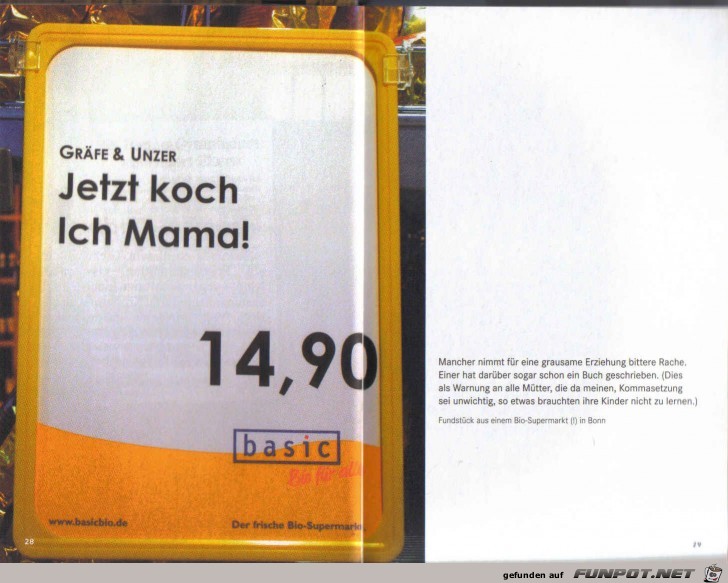 GRÄFE & UNZER
Jetzt koch
Ich Mama!
14,90
basic
Bio für alle
www.basicbio.de
Der frische Bio-Supermarkt.
28
Mancher nimmt für eine grausame Erziehung bittere Rache.
Einer hat darüber sogar schon ein Buch geschrieben. (Dies
als Warnung an alle Mütter, die da meinen, Kommasetzung
sei unwichtig, so etwas brauchten ihre Kinder nicht zu lernen.)
Fundstück aus einem Bio-Supermarkt (!) in Bonn
29
gefunden auf FUNPOT.NET